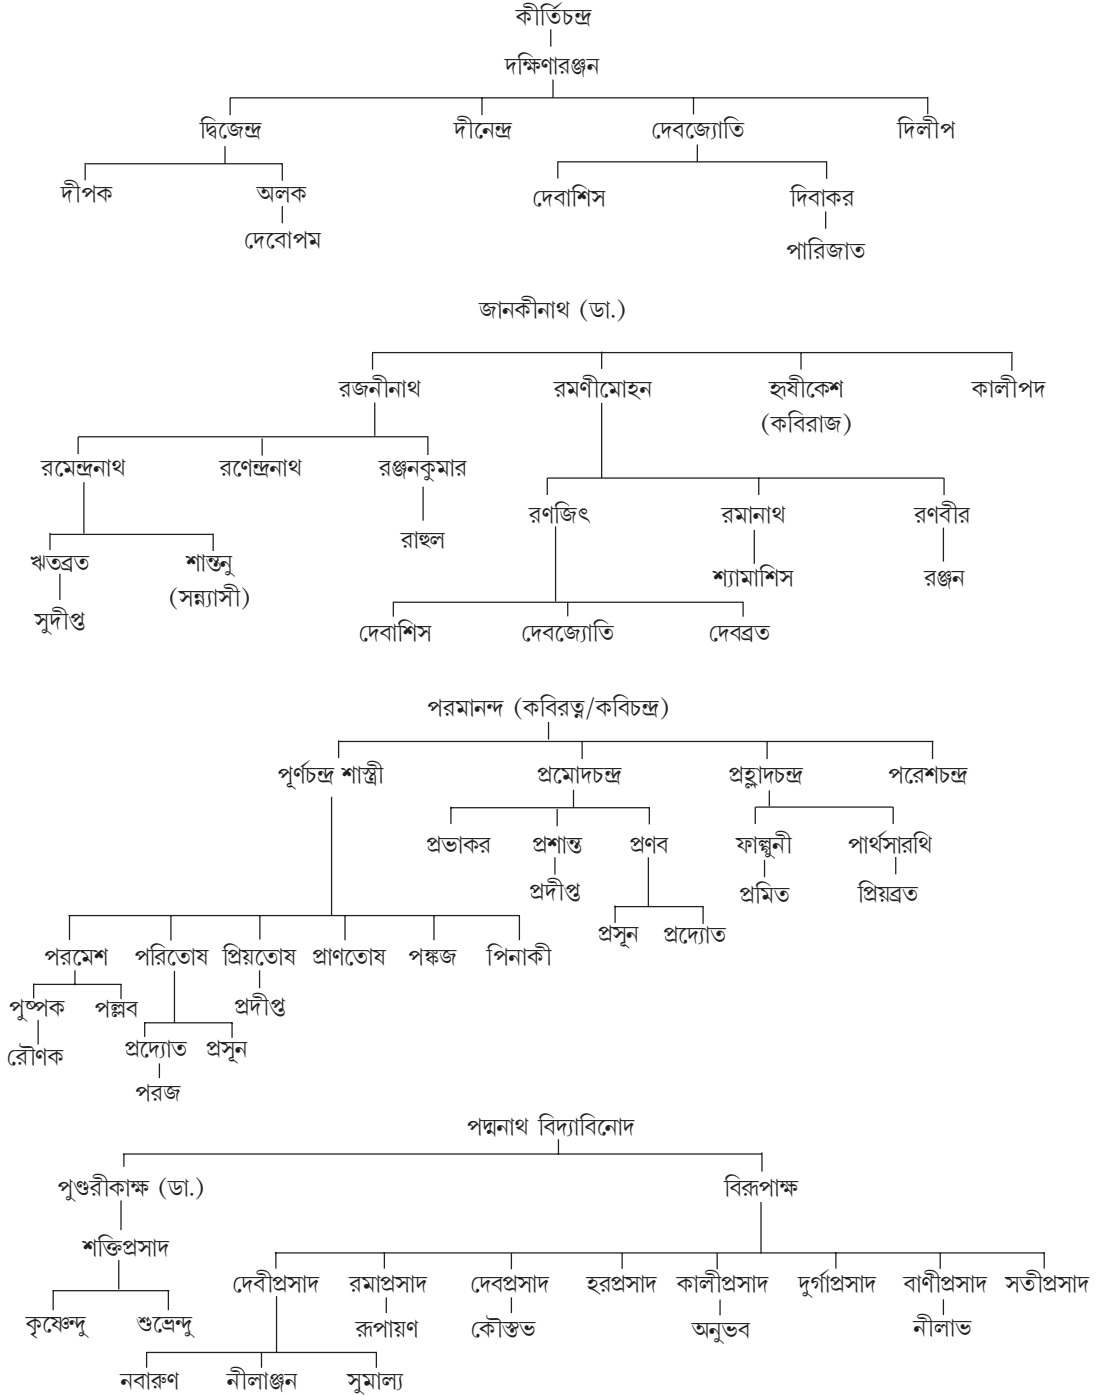 কীর্তিচন্দ্র
দক্ষিণারঞ্জন
দ্বিজেন্দ্র দীনেন্দ্র দেবজ্যোতি দিলীপ
দীপক অলক দেবাশিস দিবাকর
দেবোপম পারিজাত
জানকীনাথ (ডা.)
রজনীনাথ রমণীমোহন হৃষীকেশ কালীপদ
(কবিরাজ)
রমেন্দ্রনাথ রণেন্দ্রনাথ রঞ্জনকুমার
রণজিৎ রমানাথ রণবীর
রাহুল
ঋতব্রত শান্তনু শ্যামাশিস রঞ্জন
(সন্ন্যাসী)
সুদীপ্ত দেবাশিস দেবজ্যোতি দেবব্রত
পরমানন্দ (কবিরত্ন/কবিচন্দ্র)
পূর্ণচন্দ্র শাস্ত্রী প্রমোদচন্দ্র প্রহ্লাদচন্দ্র পরেশচন্দ্র
প্রভাকর প্রশান্ত প্রণব ফাল্গুনী পার্থসারথি
প্রদীপ্ত প্রমিত প্রিয়ব্রত
প্রসূন প্রদ্যোত
পরমেশ পরিতোষ প্রিয়তোষ প্রাণতোষ পঙ্কজ পিনাকী
পুষ্পক পল্লব প্রদীপ্ত
রৌণক প্রদ্যোত প্রসূন
পরজ
পদ্মনাথ বিদ্যাবিনোদ
পুণ্ডরীকাক্ষ (ডা.) বিরূপাক্ষ
শক্তিপ্রসাদ
দেবীপ্রসাদ রমাপ্রসাদ দেবপ্রসাদ হরপ্রসাদ কালীপ্রসাদ দুর্গাপ্রসাদ বাণীপ্রসাদ সতীপ্রসাদ
কৃষ্ণেন্দু শুভ্রেন্দু রূপায়ণ কৌস্তভ অনুভব নীলাভ
নবারুণ নীলাঞ্জন সুমাল্য